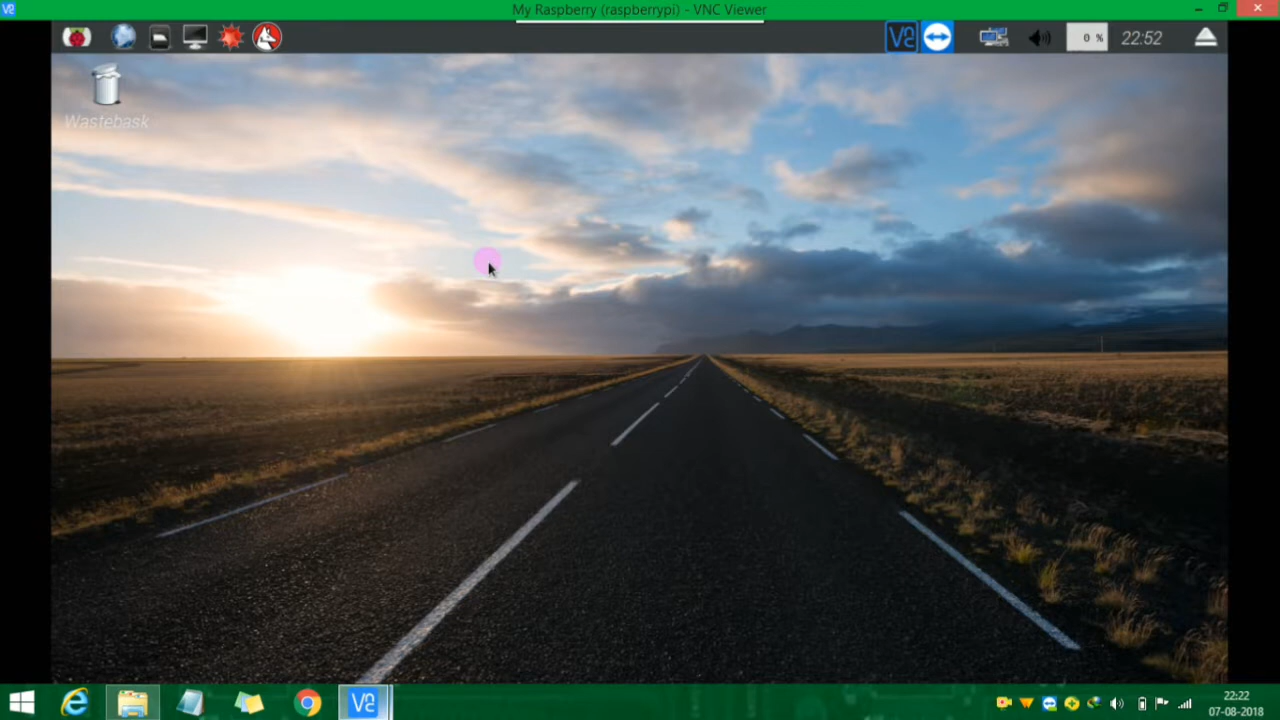 My Raspberry (raspberrypi) - VNC Viewer
0 %
22:52
Wastebask
22:22
07-08-2018